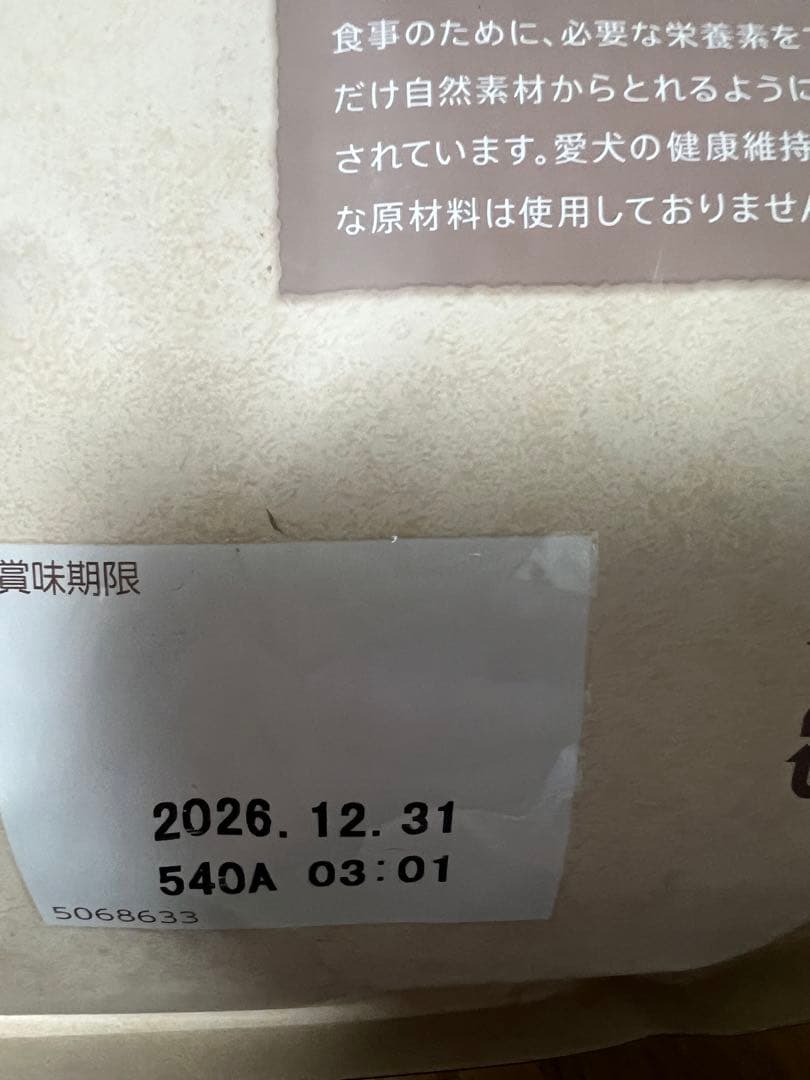 食事のために、必要な栄養素を
だけ自然素材からとれるように
されています。愛犬の健康維持
な原材料は使用しておりません
賞味期限
2026.12.31
540A 03:01
5068633